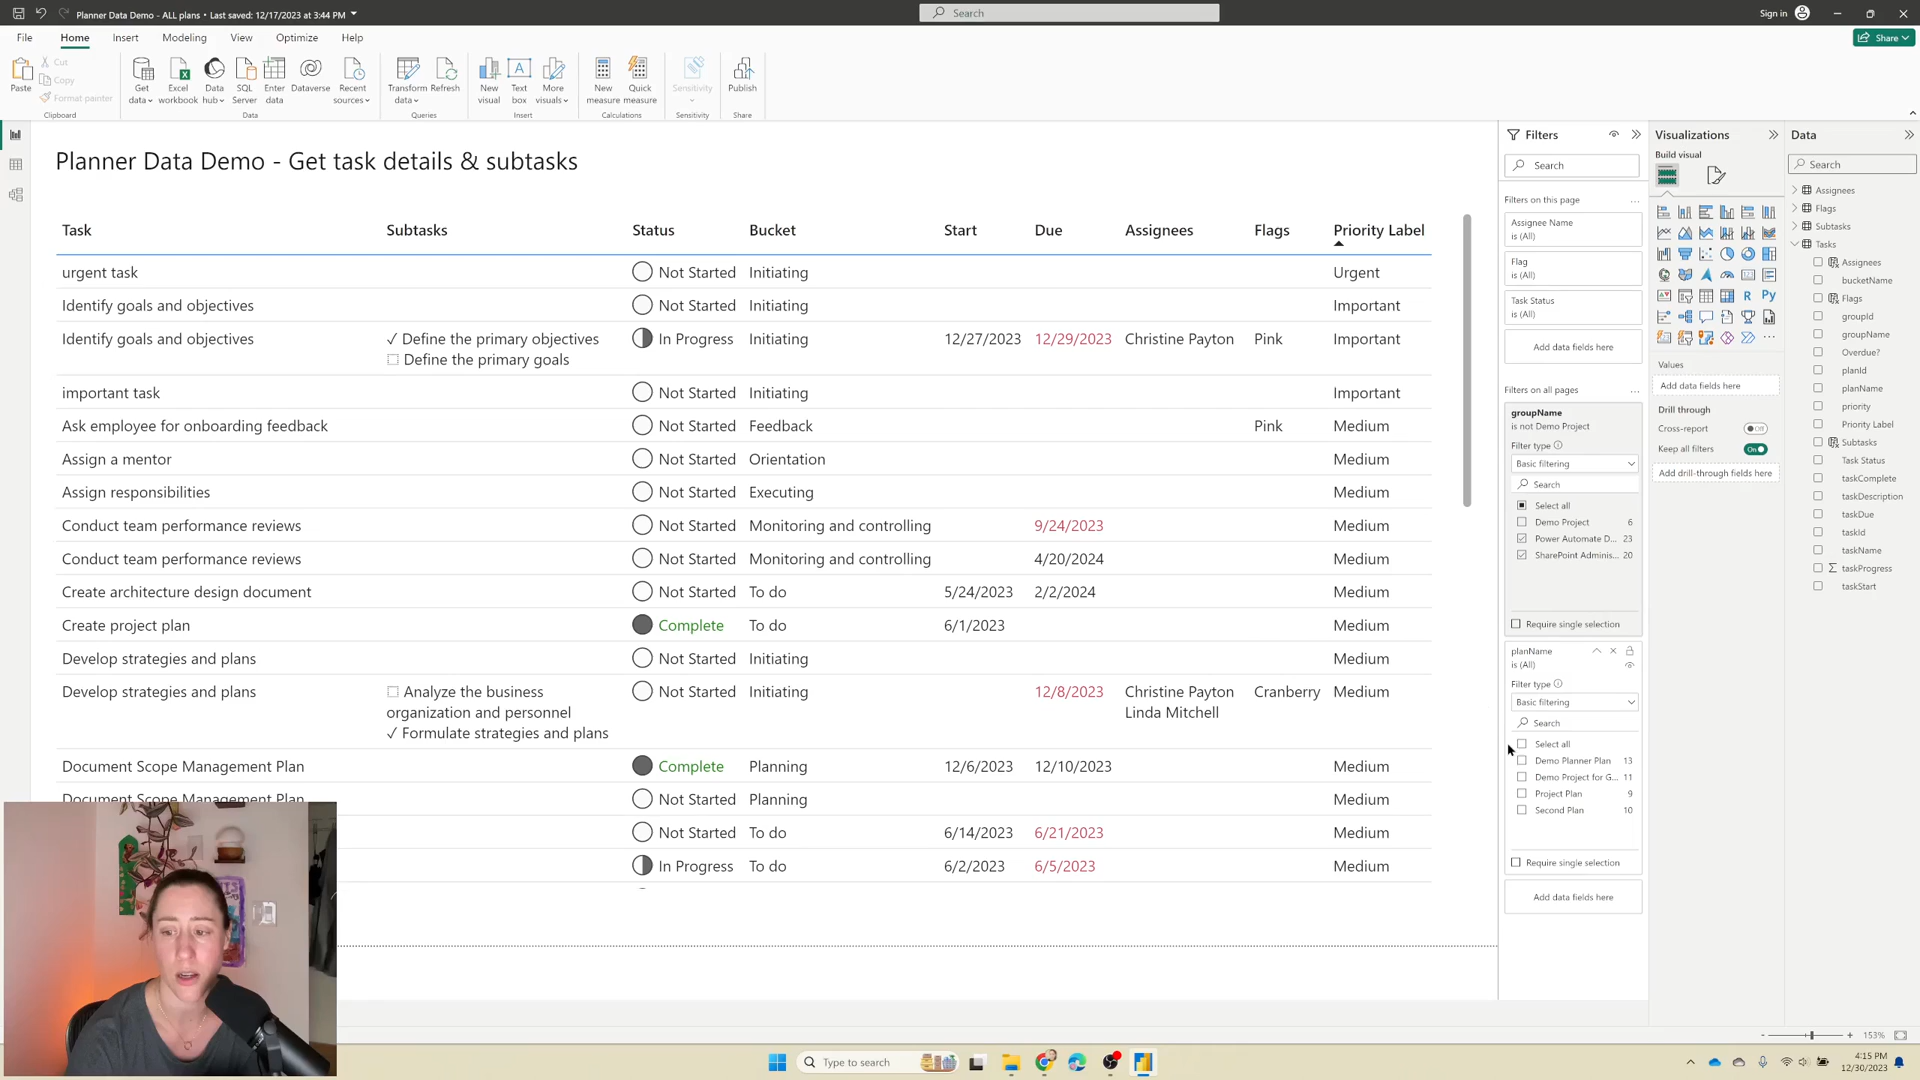 Planner Data Demo - ALL plans • Last saved: 12/17/2023 at 3:44 PM
Search
Sign in
File Home Insert Modeling View Optimize Help
Share
Paste
Cut
Copy
Format painter
Clipboard
Get data
Excel workbook
Data hub
SQL Server
Enter data
Dataverse
Recent sources
Data
Transform data
Refresh
Queries
New visual
Text box
More visuals
Insert
New measure
Quick measure
Calculations
Sensitivity
Sensitivity
Publish
Share
Planner Data Demo - Get task details & subtasks
Task Subtasks Status Bucket Start Due Assignees Flags Priority Label
urgent task Not Started Initiating Urgent
Identify goals and objectives Not Started Initiating Important
Identify goals and objectives ✓ Define the primary objectives In Progress Initiating 12/27/2023 12/29/2023 Christine Payton Pink Important
Define the primary goals
important task Not Started Initiating Important
Ask employee for onboarding feedback Not Started Feedback Pink Medium
Assign a mentor Not Started Orientation Medium
Assign responsibilities Not Started Executing Medium
Conduct team performance reviews Not Started Monitoring and controlling 9/24/2023 Medium
Conduct team performance reviews Not Started Monitoring and controlling 4/20/2024 Medium
Create architecture design document Not Started To do 5/24/2023 2/2/2024 Medium
Create project plan Complete To do 6/1/2023 Medium
Develop strategies and plans Not Started Initiating Medium
Develop strategies and plans Analyze the business Not Started Initiating 12/8/2023 Christine Payton Cranberry Medium
organization and personnel Linda Mitchell
✓ Formulate strategies and plans
Document Scope Management Plan Complete Planning 12/6/2023 12/10/2023 Medium
Document Scope Management Plan Not Started Planning Medium
Not Started To do 6/14/2023 6/21/2023 Medium
In Progress To do 6/2/2023 6/5/2023 Medium
Filters
Search
Filters on this page ...
Assignee Name
is (All)
Flag
is (All)
Task Status
is (All)
Add data fields here
Filters on all pages ...
groupName
is not Demo Project
Filter type
Basic filtering
Search
Select all
Demo Project 6
Power Automate D... 23
SharePoint Adminis... 20
Require single selection
planName
is (All)
Filter type
Basic filtering
Search
Select all
Demo Planner Plan 13
Demo Project for G... 11
Project Plan 9
Second Plan 10
Require single selection
Add data fields here
Visualizations
Build visual
R Py
...
Values
Add data fields here
Drill through
Cross-report Off
Keep all filters On
Add drill-through fields here
Data
Search
Assignees
Flags
Subtasks
Tasks
Assignees
bucketName
Flags
groupId
groupName
Overdue?
planId
planName
priority
Priority Label
Subtasks
Task Status
taskComplete
taskDescription
taskDue
taskId
taskName
Σ taskProgress
taskStart
- + 153%
Type to search
4:15 PM
12/30/2023